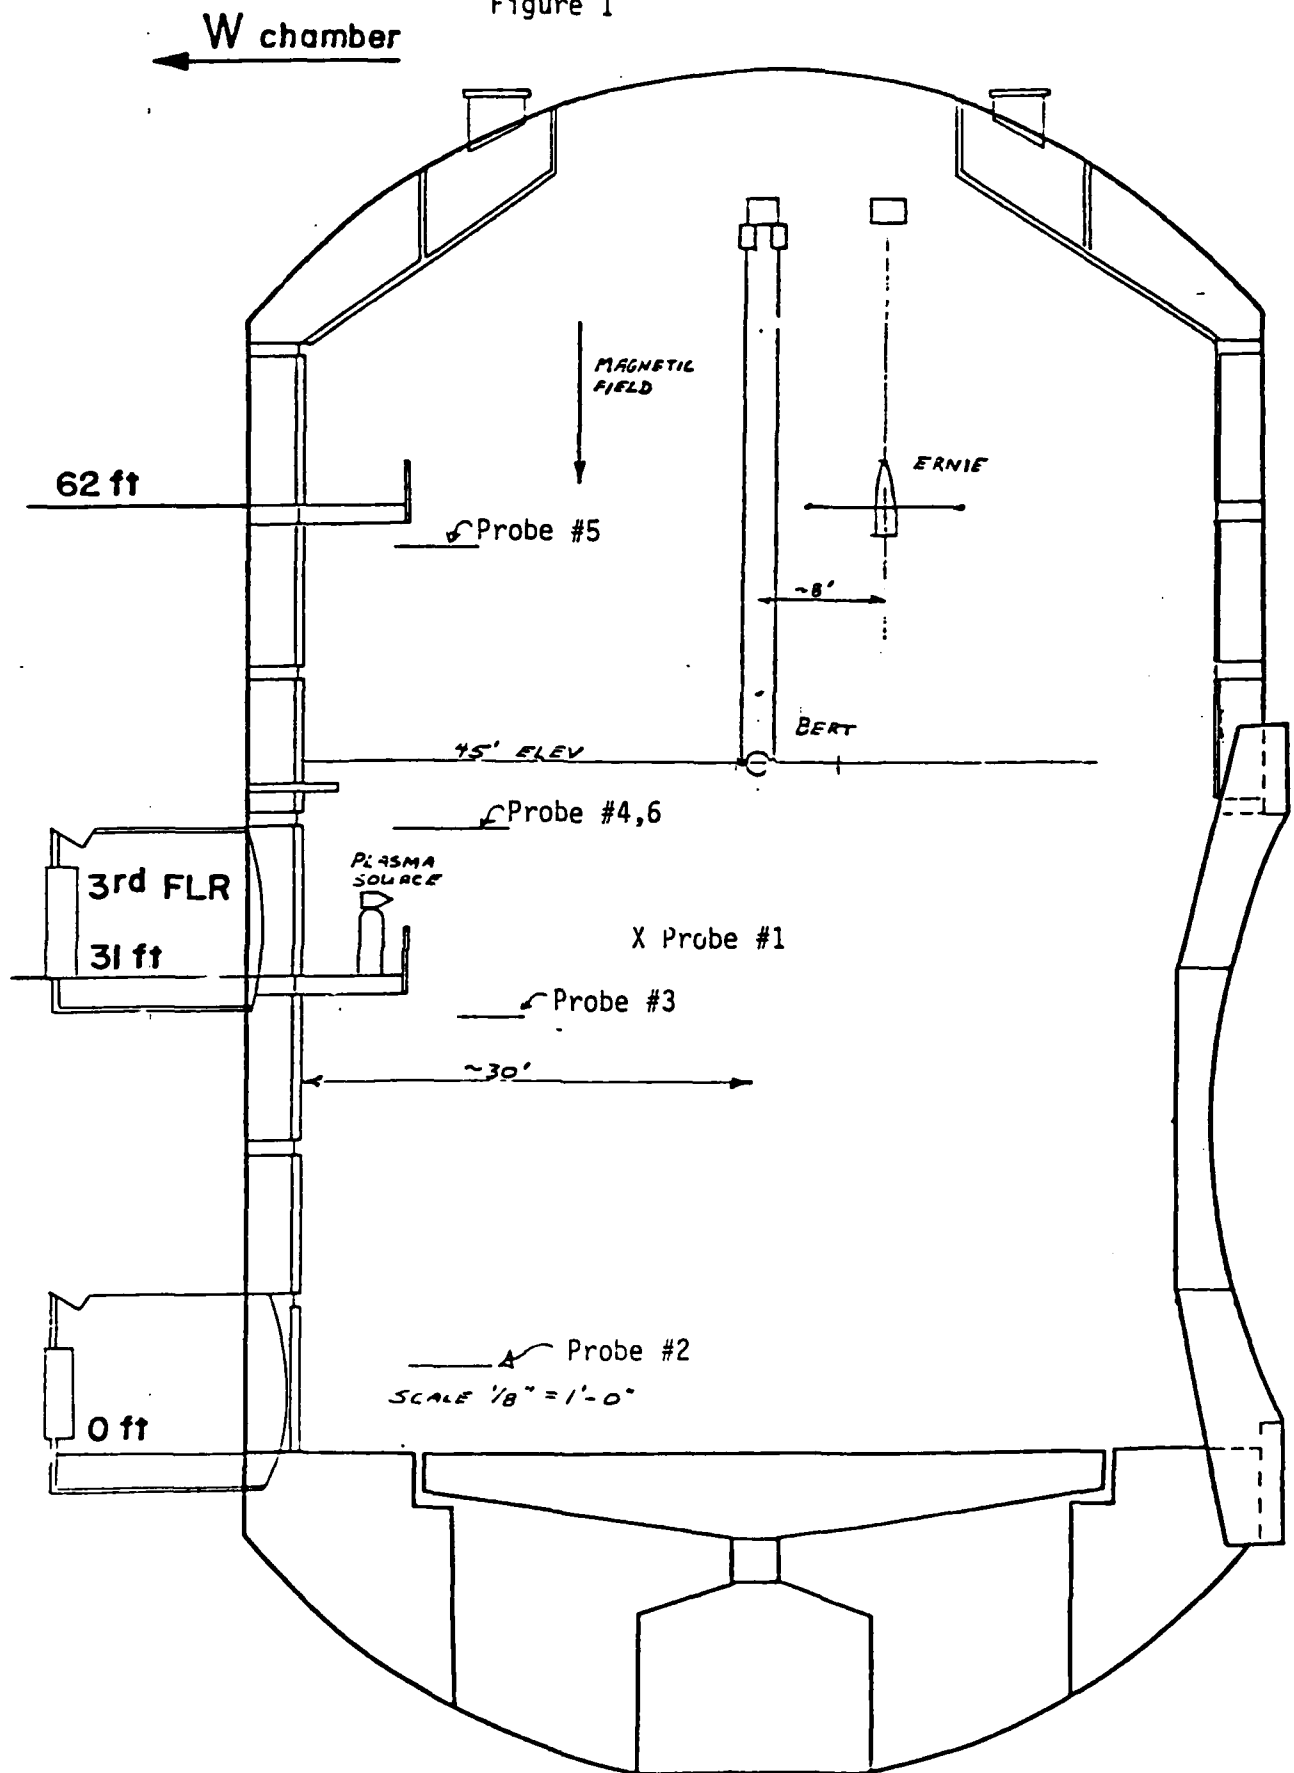 Figure 1
W chamber
MAGNETIC
FIELD
ERNIE
62 ft
Probe #5
~8'
BERT
45' ELEV
Probe #4,6
PLASMA
SOURCE
3rd FLR
X Probe #1
31 ft
Probe #3
~30'
Probe #2
SCALE 1/8" = 1'-0"
0 ft